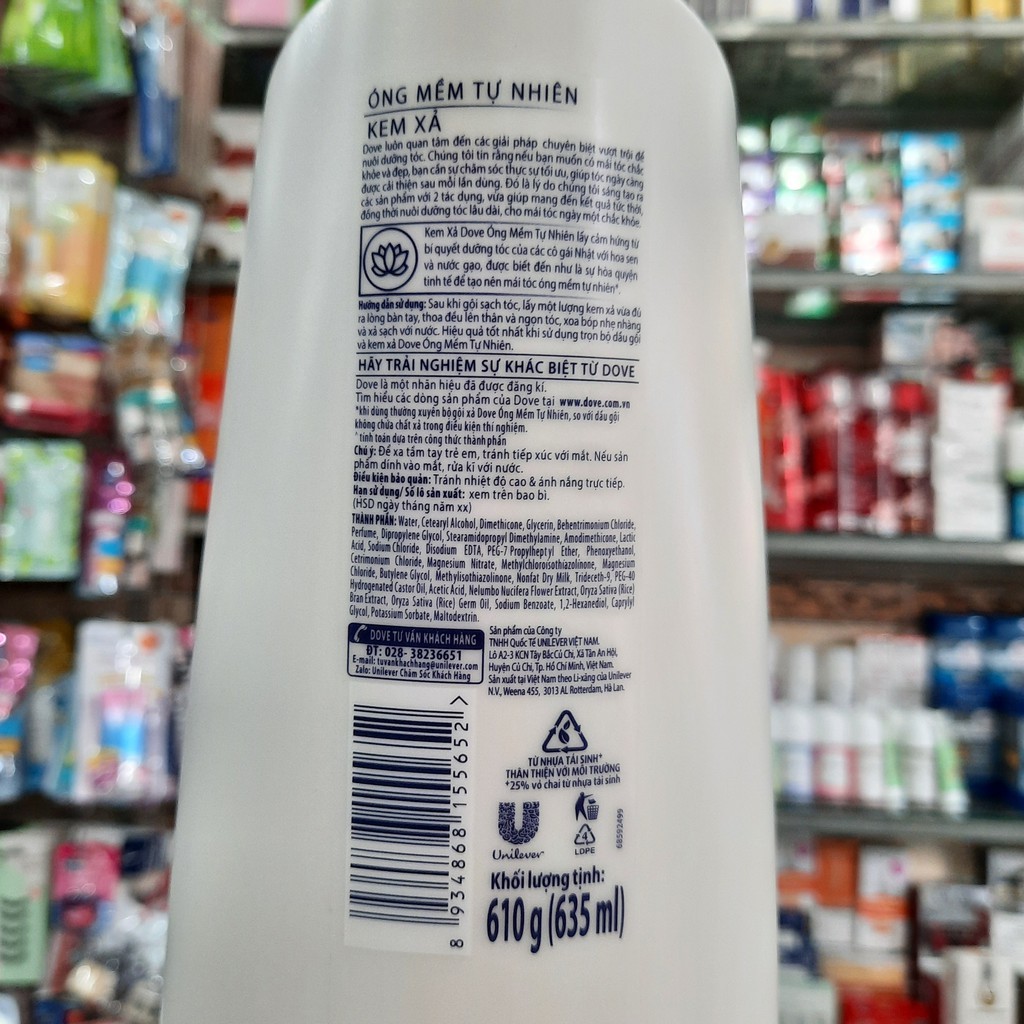 ÓNG MỀM TỰ NHIÊN
KEM XẢ
Dove luôn quan tâm đến các giải pháp chuyên biệt vượt trội để
nuôi dưỡng tóc. Chúng tôi tin rằng nếu bạn muốn có mái tóc chắc
khỏe và đẹp, bạn cần sự chăm sóc thực sự tối ưu, giúp tóc ngày càng
được cải thiện sau mỗi lần dùng. Đó là lý do chúng tôi sáng tạo ra
các sản phẩm với 2 tác dụng, vừa giúp mang đến kết quả tức thời,
đồng thời nuôi dưỡng tóc lâu dài, cho mái tóc ngày một chắc khỏe.
Kem Xả Dove Óng Mềm Tự Nhiên lấy cảm hứng từ
bí quyết dưỡng tóc của các cô gái Nhật với hoa sen
và nước gạo, được biết đến như là sự hòa quyện
tinh tế để tạo nên mái tóc óng mềm tự nhiên*.
Hướng dẫn sử dụng: Sau khi gội sạch tóc, lấy một lượng kem xả vừa đủ
ra lòng bàn tay, thoa đều lên thân và ngọn tóc, xoa bóp nhẹ nhàng
và xả sạch với nước. Hiệu quả tốt nhất khi sử dụng trọn bộ dầu gội
và kem xả Dove Óng Mềm Tự Nhiên.
HÃY TRẢI NGHIỆM SỰ KHÁC BIỆT TỪ DOVE
Dove là một nhãn hiệu đã được đăng kí.
Tìm hiểu các dòng sản phẩm của Dove tại www.dove.com.vn
*khi dùng thường xuyên bộ gội xả Dove Óng Mềm Tự Nhiên, so với dầu gội
không chứa chất xả trong điều kiện thí nghiệm.
^tính toán dựa trên công thức thành phần
Chú ý: Để xa tầm tay trẻ em, tránh tiếp xúc với mắt. Nếu sản
phẩm dính vào mắt, rửa kĩ với nước.
Điều kiện bảo quản: Tránh nhiệt độ cao & ánh nắng trực tiếp.
Hạn sử dụng/ Số lô sản xuất: xem trên bao bì.
(HSD ngày tháng năm xx)
THÀNH PHẦN: Water, Cetearyl Alcohol, Dimethicone, Glycerin, Behentrimonium Chloride,
Perfume, Dipropylene Glycol, Stearamidopropyl Dimethylamine, Amodimethicone, Lactic
Acid, Sodium Chloride, Disodium EDTA, PEG-7 Propylheptyl Ether, Phenoxyethanol,
Cetrimonium Chloride, Magnesium Nitrate, Methylchloroisothiazolinone, Magnesium
Chloride, Butylene Glycol, Methylisothiazolinone, Nonfat Dry Milk, Trideceth-9, PEG-40
Hydrogenated Castor Oil, Acetic Acid, Nelumbo Nucifera Flower Extract, Oryza Sativa (Rice)
Bran Extract, Oryza Sativa (Rice) Germ Oil, Sodium Benzoate, 1,2-Hexanediol, Caprylyl
Glycol, Potassium Sorbate, Maltodextrin.
DOVE TƯ VẤN KHÁCH HÀNG
ĐT: 028- 38236651
E-mail: tuvankhachhang@unilever.com
Zalo: Unilever Chăm Sóc Khách Hàng
Sản phẩm của Công ty
TNHH Quốc Tế UNILEVER VIỆT NAM.
Lô A2-3 KCN Tây Bắc Củ Chi, Xã Tân An Hội,
Huyện Củ Chi, Tp. Hồ Chí Minh, Việt Nam.
Sản xuất tại Việt Nam theo Li-xăng của Unilever
N.V., Weena 455, 3013 AL Rotterdam, Hà Lan.
8 934868 155652 >
TỪ NHỰA TÁI SINH*
THÂN THIỆN VỚI MÔI TRƯỜNG
*25% vỏ chai từ nhựa tái sinh
U
Unilever
4
LDPE
68592499
Khối lượng tịnh:
610 g (635 ml)